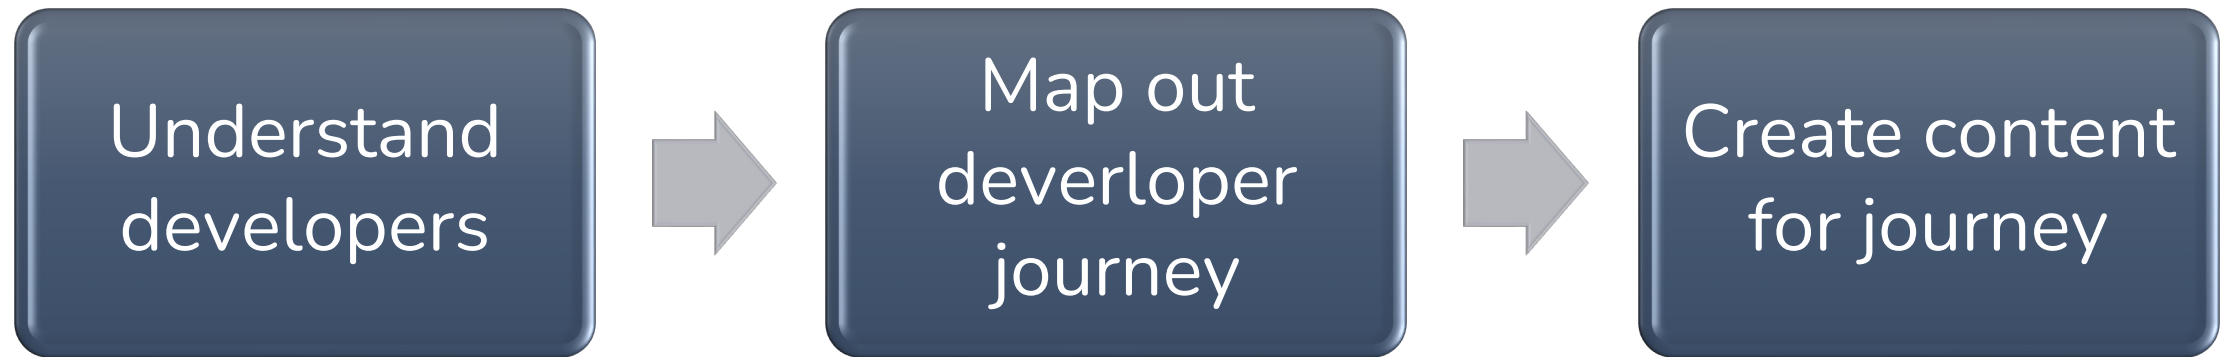 Understand
developers
Map out
deverloper
journey
Create content
for journey